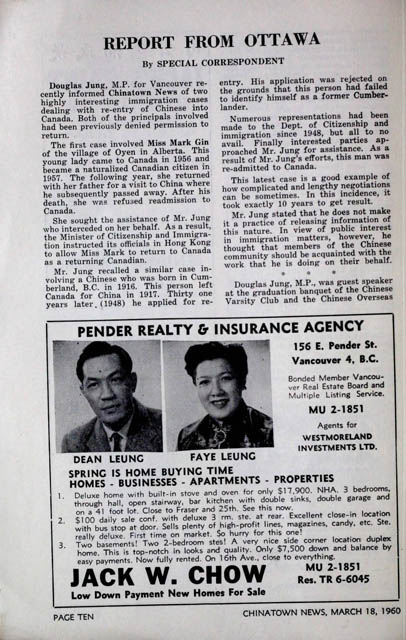 REPORT FROM OTTAWA
By SPECIAL CORRESPONDENT
Douglas Jung, M.P. for Vancouver re-
cently informed Chinatown News of two
highly interesting immigration cases
dealing with re-entry of Chinese into
Canada. Both of the principals involved
had been previously denied permission to
return.
The first case involved Miss Mark Gin
of the village of Oyen in Alberta. This
young lady came to Canada in 1956 and
became a naturalized Canadian citizen in
1957. The following year, she returned
with her father for a visit to China where
he subsequently passed away. After his
death, she was refused readmission to
Canada.
She sought the assistance of Mr. Jung
who interceded on her behalf. As a result,
the Minister of Citizenship and Immigra-
tion instructed its officials in Hong Kong
to allow Miss Mark to return to Canada
as a returning Canadian.
Mr. Jung recalled a similar case in-
volving a Chinese who was born in Cum-
berland, B.C. in 1916. This person left
Canada for China in 1917. Thirty one
years later, (1948) he applied for re-
entry. His application was rejected on
the grounds that this person had failed
to identify himself as a former Cumber-
lander.
Numerous representations had been
made to the Dept. of Citizenship and
immigration since 1948, but all to no
avail. Finally interested parties ap-
proached Mr. Jung for assistance. As a
result of Mr. Jung's efforts, this man was
re-admitted to Canada.
This latest case is a good example of
how complicated and lengthy negotiations
can be sometimes. In this incidence, it
took exactly 10 years to get result.
Mr. Jung stated that he does not make
it a practice of releasing information of
this nature. In view of public interest
in immigration matters, however, he
thought that members of the Chinese
community should be acquainted with the
work that he is doing on their behalf.
* * *
Douglas Jung, M.P., was guest speaker
at the graduation banquet of the Chinese
Varsity Club and the Chinese Overseas
PENDER REALTY & INSURANCE AGENCY
156 E. Pender St.
Vancouver 4, B.C.
Bonded Member Vancou-
ver Real Estate Board and
Multiple Listing Service.
MU 2-1851
Agents for
WESTMORELAND
INVESTMENTS LTD.
DEAN LEUNG
FAYE LEUNG
SPRING IS HOME BUYING TIME
HOMES - BUSINESSES - APARTMENTS - PROPERTIES
1. Deluxe home with built-in stove and oven for only $17,900. NHA. 3 bedrooms,
through hall, open stairway, bar kitchen with double sinks, double garage and
on a 41 foot lot. Close to Fraser and 25th. See this now.
2. $100 daily sale conf. with deluxe 3 rm. ste. at rear. Excellent close-in location
with bus stop at door. Sells plenty of high-profit lines, magazines, candy, etc. Ste.
really deluxe. First time on market. So hurry for this one!
3. Two basements! Two 2-bedroom stes! A very nice side corner location duplex
home. This is top-notch in looks and quality. Only $7,500 down and balance by
easy payments. Now fully rented. On 16th Ave., close to everything.
JACK W. CHOW
MU 2-1851
Res. TR 6-6045
Low Down Payment New Homes For Sale
PAGE TEN
CHINATOWN NEWS, MARCH 18, 1960